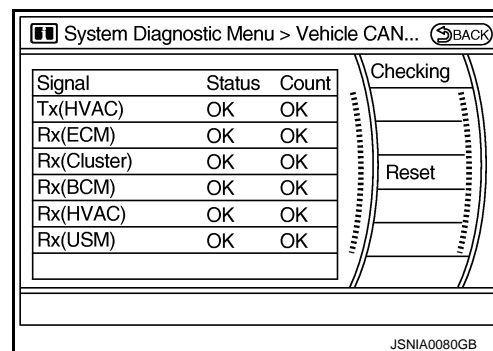 System Diagnostic Menu > Vehicle CAN... BACK
Signal Status Count
Tx(HVAC) OK OK
Rx(ECM) OK OK
Rx(Cluster) OK OK
Rx(BCM) OK OK
Rx(HVAC) OK OK
Rx(USM) OK OK
Checking
Reset
JSNIA0080GB